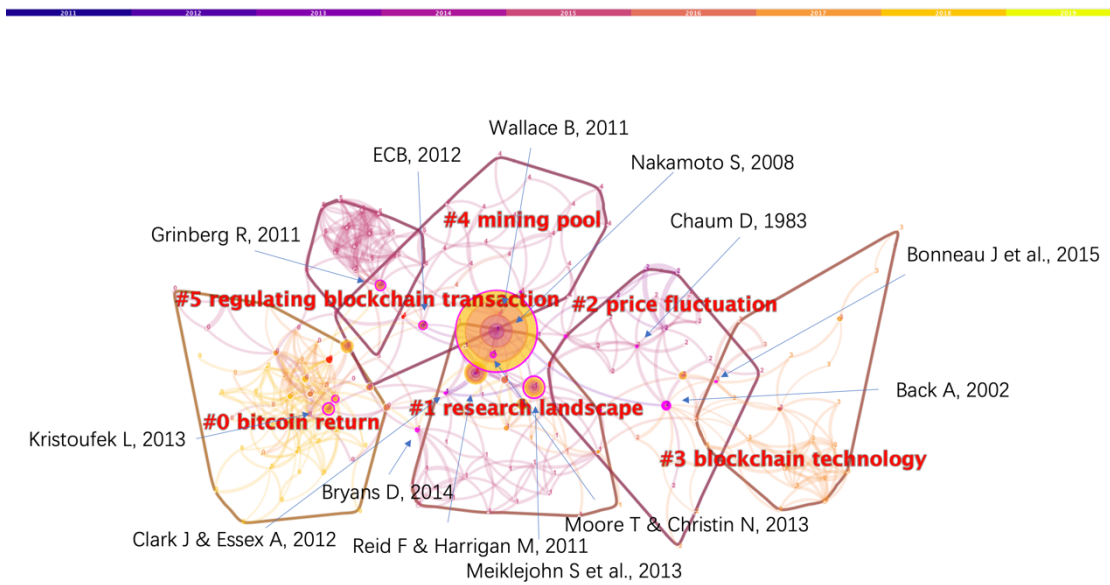 2011 2012 2013 2014 2015 2016 2017 2018
Wallace B, 2011
ECB, 2012
Nakamoto S, 2008
#4 mining pool
Chaum D, 1983
Grinberg R, 2011
Bonneau J et al., 2015
#5 regulating blockchain transaction
#2 price fluctuation
Back A, 2002
#1 research landscape
#0 bitcoin return
Kristoufek L, 2013
#3 blockchain technology
Bryans D, 2014
Moore T & Christin N, 2013
Clark J & Essex A, 2012
Reid F & Harrigan M, 2011
Meiklejohn S et al., 2013